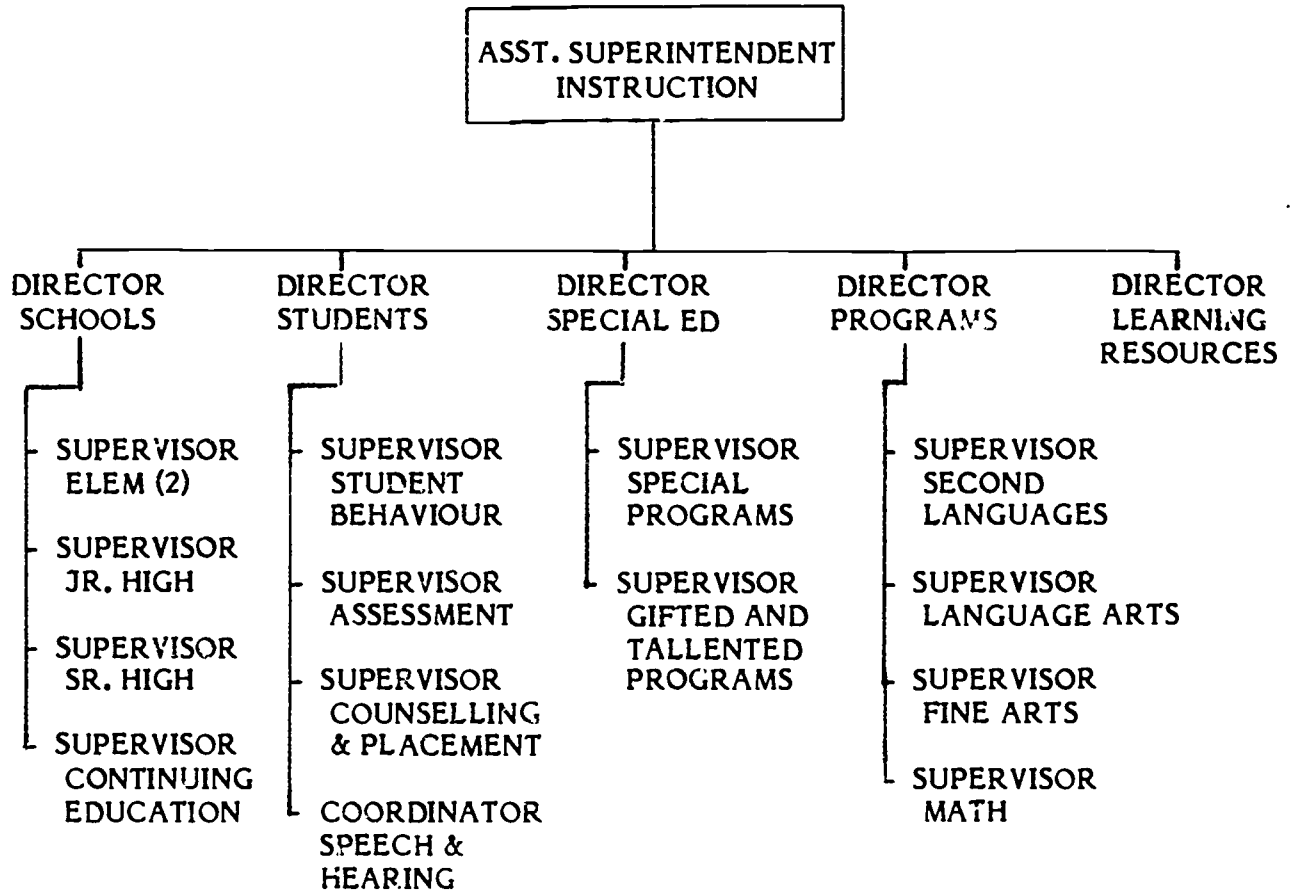 ASST. SUPERINTENDENT
INSTRUCTION
DIRECTOR
SCHOOLS
SUPERVISOR
ELEM (2)
SUPERVISOR
JR. HIGH
SUPERVISOR
SR. HIGH
SUPERVISOR
CONTINUING
EDUCATION
DIRECTOR
STUDENTS
SUPERVISOR
STUDENT
BEHAVIOUR
SUPERVISOR
ASSESSMENT
SUPERVISOR
COUNSELLING
& PLACEMENT
COORDINATOR
SPEECH &
HEARING
DIRECTOR
SPECIAL ED
SUPERVISOR
SPECIAL
PROGRAMS
SUPERVISOR
GIFTED AND
TALLENTED
PROGRAMS
DIRECTOR
PROGRAMS
SUPERVISOR
SECOND
LANGUAGES
SUPERVISOR
LANGUAGE ARTS
SUPERVISOR
FINE ARTS
SUPERVISOR
MATH
DIRECTOR
LEARNING
RESOURCES